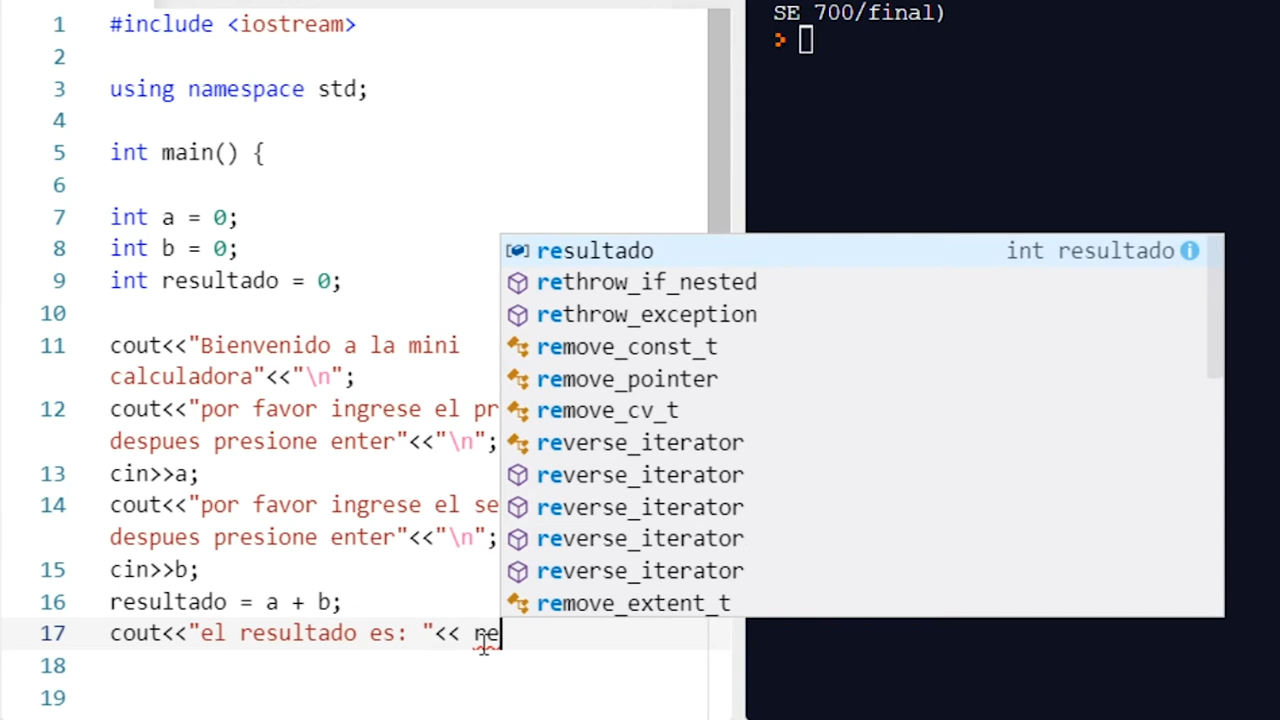 1 #include <iostream>
2
3 using namespace std;
4
5 int main() {
6
7 int a = 0;
8 int b = 0;
9 int resultado = 0;
10
11 cout<<"Bienvenido a la mini
calculadora"<<"\n";
12 cout<<"por favor ingrese el pr
despues presione enter"<<"\n";
13 cin>>a;
14 cout<<"por favor ingrese el se
despues presione enter"<<"\n";
15 cin>>b;
16 resultado = a + b;
17 cout<<"el resultado es: "<< re
18
19
resultado int resultado
rethrow_if_nested
rethrow_exception
remove_const_t
remove_pointer
remove_cv_t
reverse_iterator
reverse_iterator
reverse_iterator
reverse_iterator
reverse_iterator
remove_extent_t
SE 700/final)
>